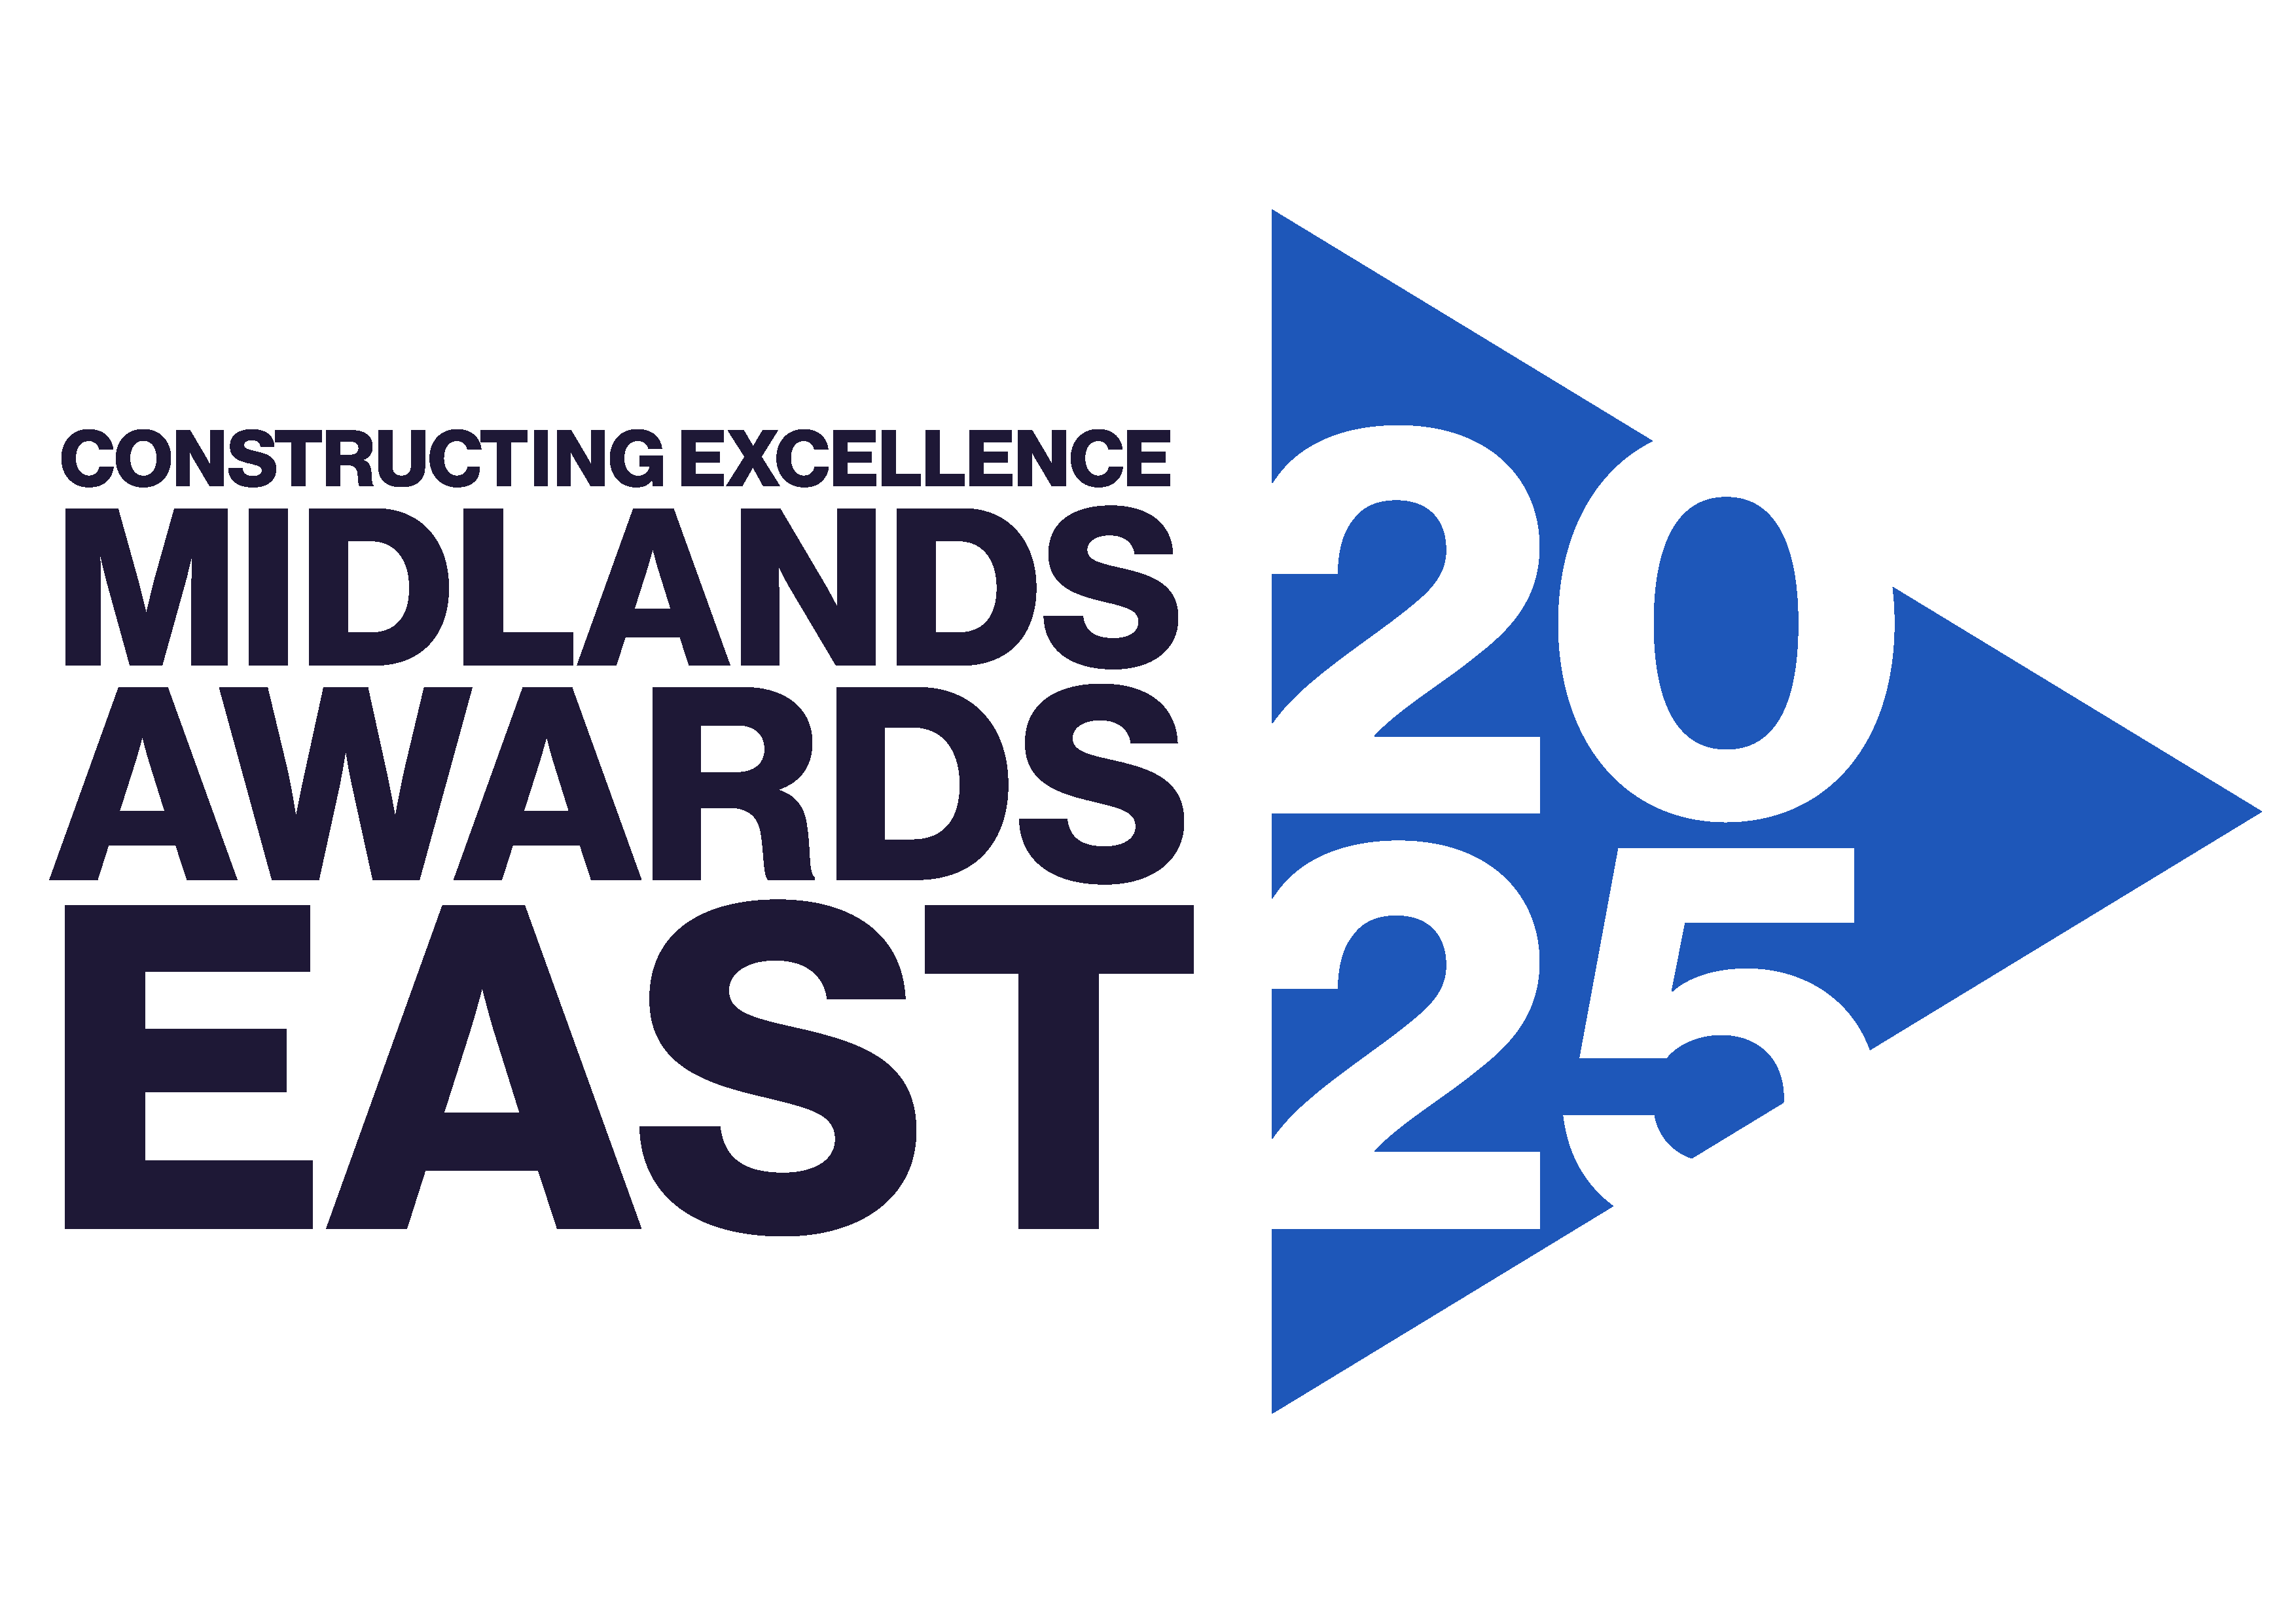 CONSTRUCTING EXCELLENCE
MIDLANDS
AWARDS
EAST
20
25